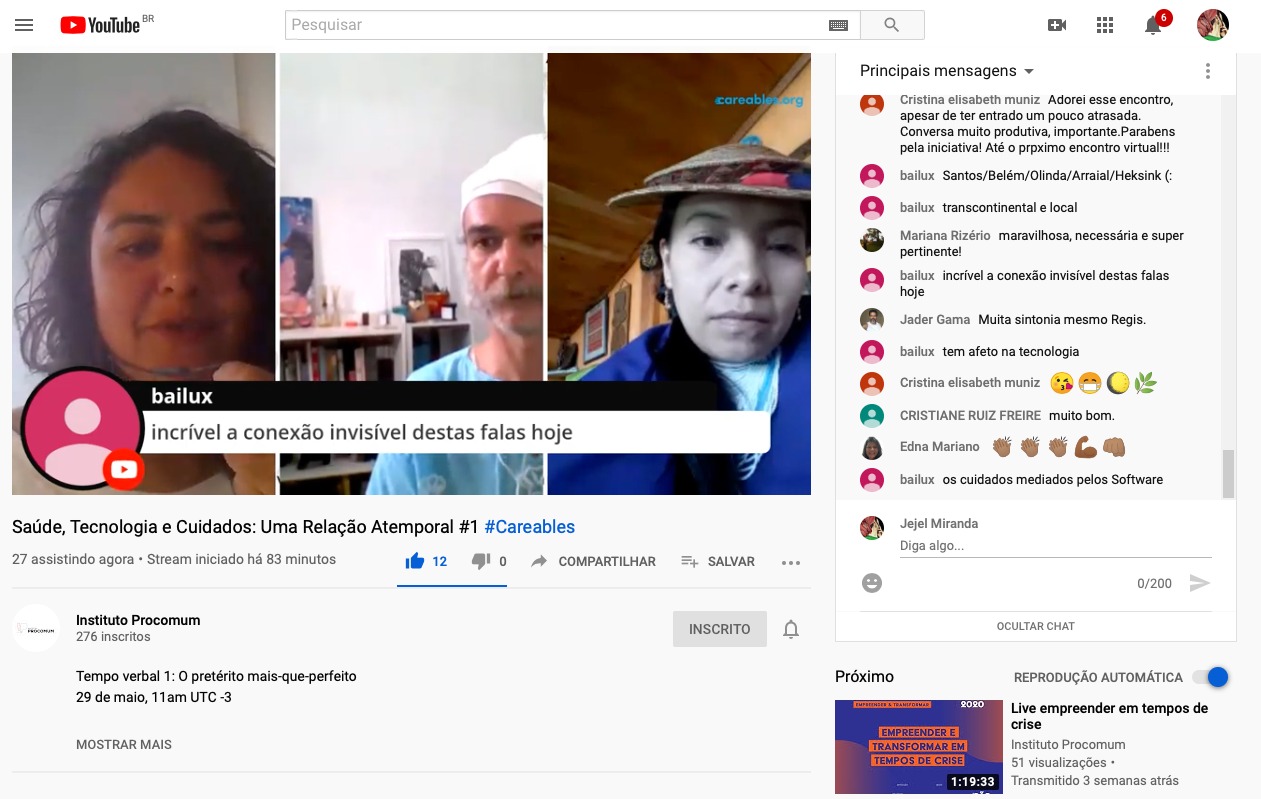 YouTube BR
Pesquisar
6
careables.org
bailux
incrível a conexão invisível destas falas hoje
Saúde, Tecnologia e Cuidados: Uma Relação Atemporal #1 #Careables
27 assistindo agora • Stream iniciado há 83 minutos
12
0
COMPARTILHAR
SALVAR
Instituto Procomum
276 inscritos
INSCRITO
PROCOMUM
Tempo verbal 1: O pretérito mais-que-perfeito
29 de maio, 11am UTC -3
MOSTRAR MAIS
Principais mensagens
Cristina elisabeth muniz Adorei esse encontro,
apesar de ter entrado um pouco atrasada.
Conversa muito produtiva, importante.Parabens
pela iniciativa! Até o prpximo encontro virtual!!!
bailux Santos/Belém/Olinda/Arraial/Heksink (:
bailux transcontinental e local
Mariana Rizério maravilhosa, necessária e super
pertinente!
bailux incrível a conexão invisível destas falas
hoje
Jader Gama Muita sintonia mesmo Regis.
bailux tem afeto na tecnologia
Cristina elisabeth muniz 😘😷🌔🌿
CRISTIANE RUIZ FREIRE muito bom.
Edna Mariano 👏🏽👏🏽👏🏽💪🏽👊🏽
bailux os cuidados mediados pelos Software
Jejel Miranda
Diga algo...
0/200
OCULTAR CHAT
Próximo
REPRODUÇÃO AUTOMÁTICA
EMPREENDER & TRANSFORMAR
2020
EMPREENDER E
TRANSFORMAR EM
TEMPOS DE CRISE
1:19:33
Live empreender em tempos de
crise
Instituto Procomum
51 visualizações •
Transmitido 3 semanas atrás